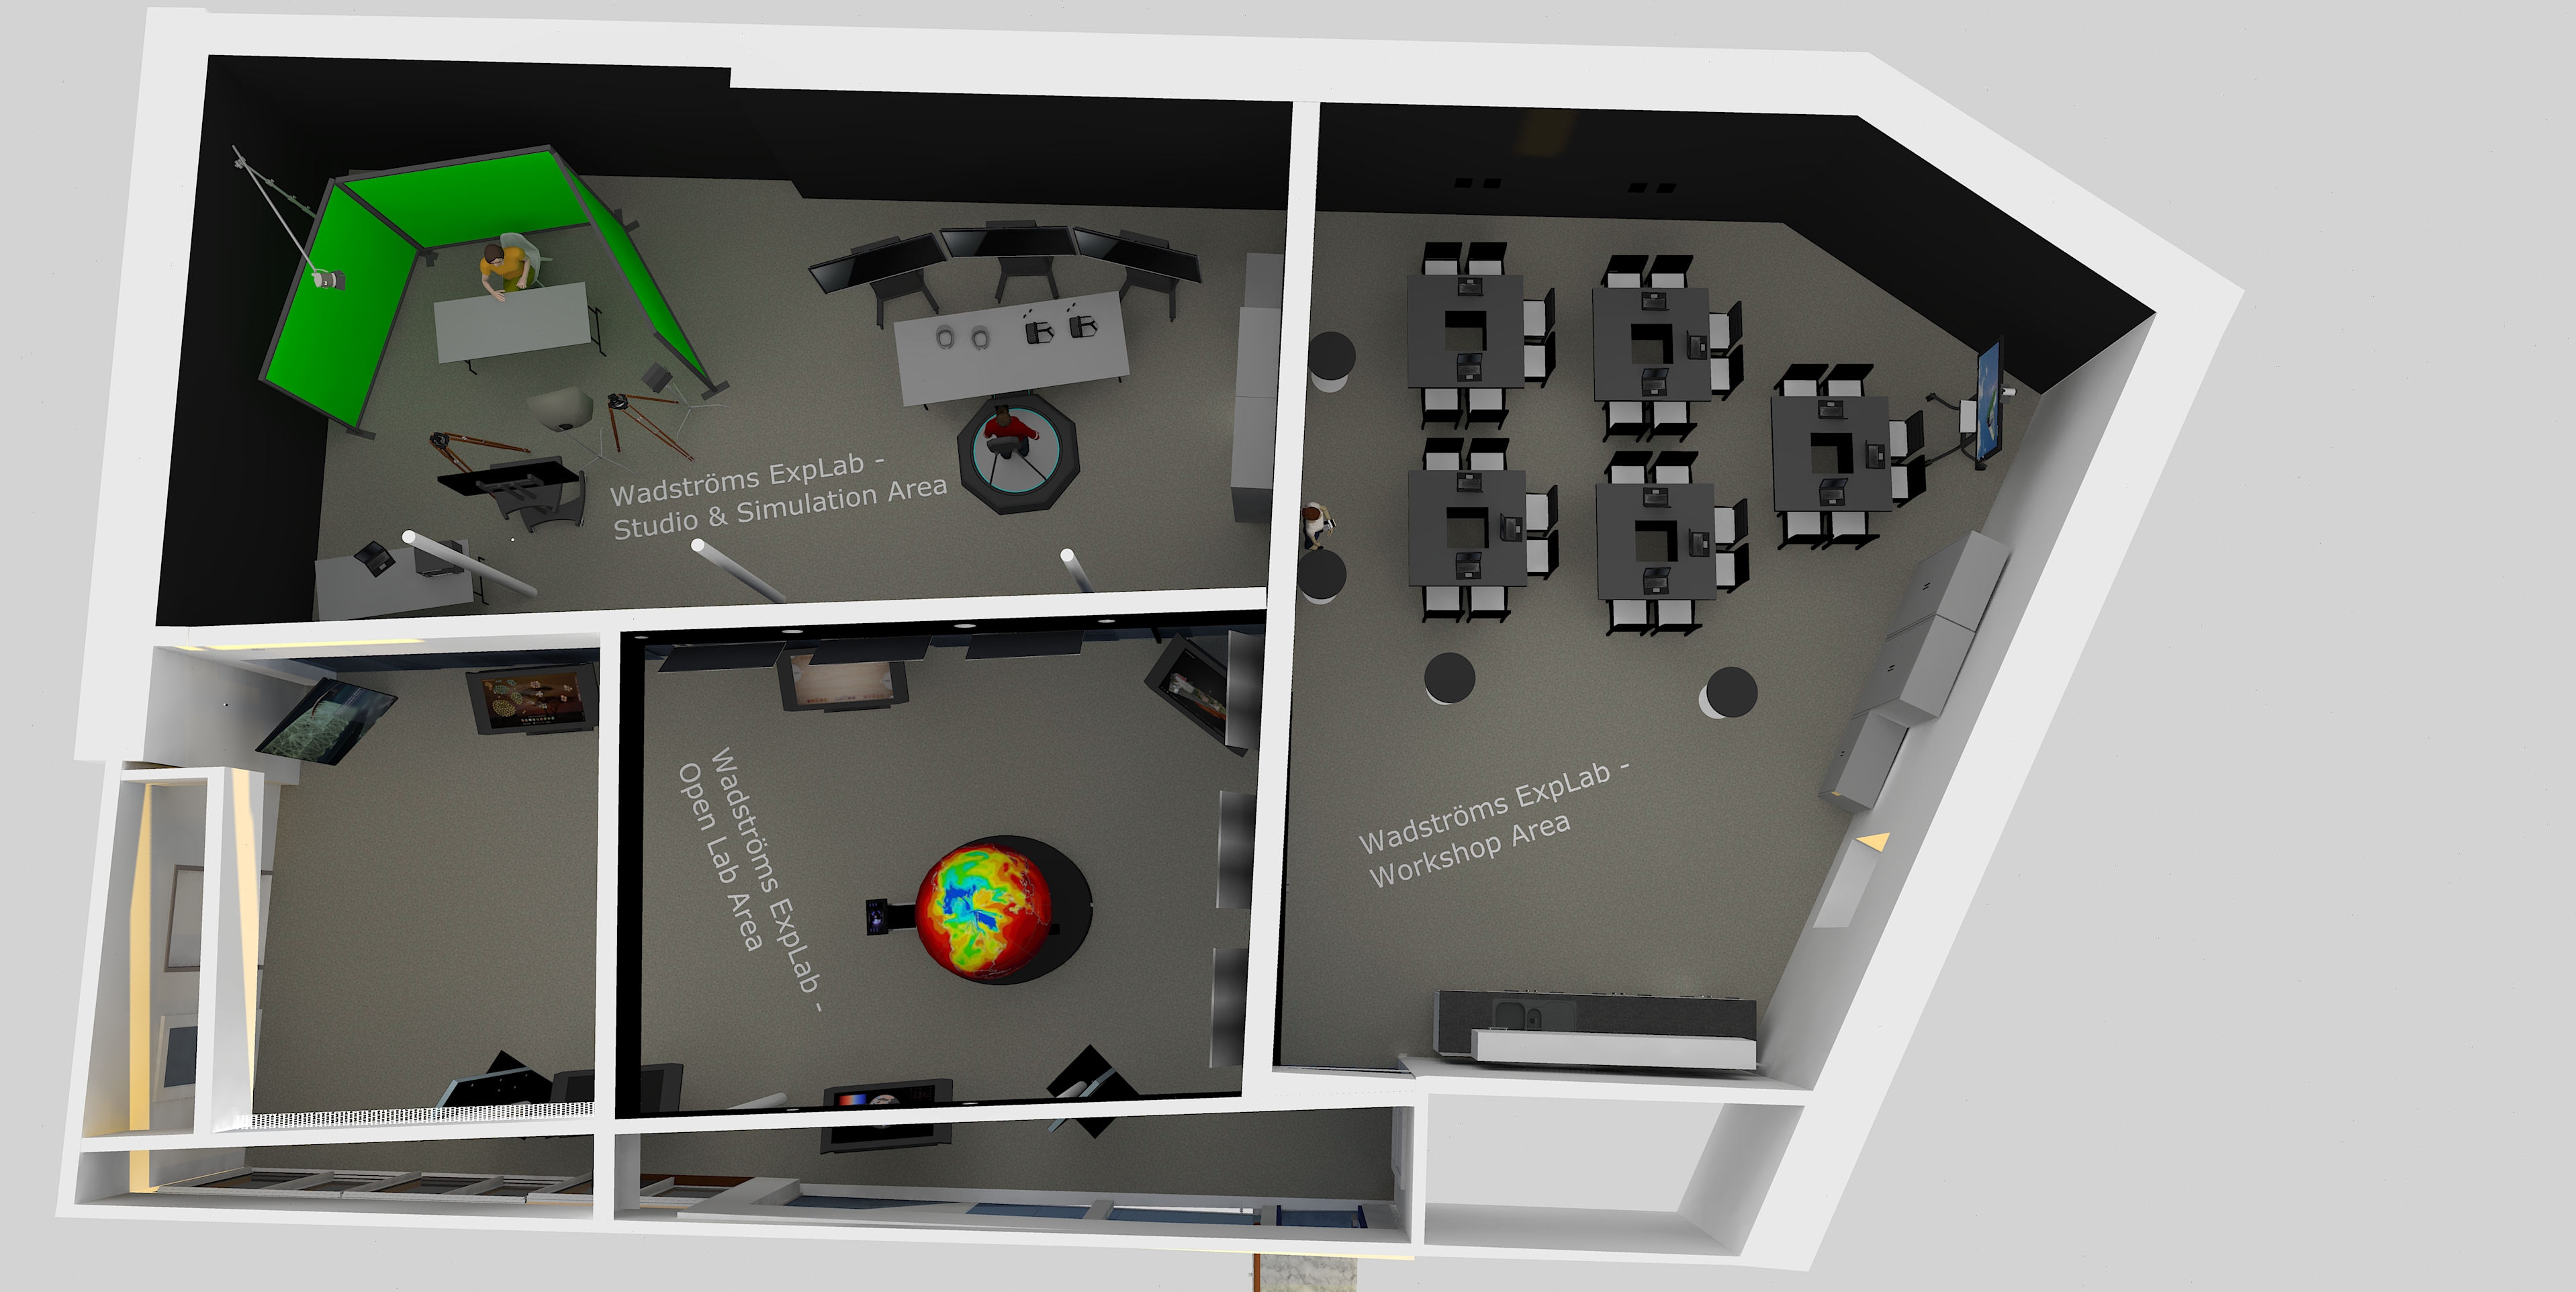 Wadströms ExpLab -
Studio & Simulation Area
Wadströms ExpLab -
Open Lab Area
Wadströms ExpLab -
Workshop Area